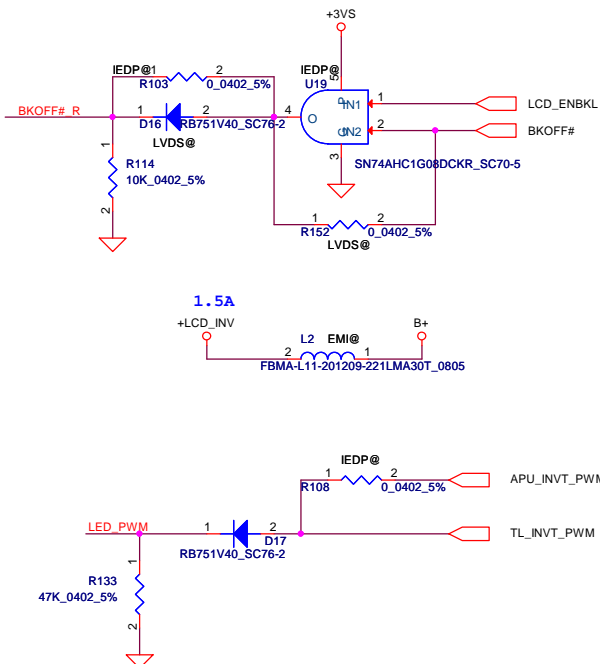 +3VS
IEDP@ 1 2
R103 0_0402_5%
IEDP@
U19
5
P
IN1 1 LCD_ENBKL
BKOFF#_R 1 2 4 O
D16 RB751V40_SC76-2
IN2 2 BKOFF#
G
LVDS@
3
SN74AHC1G08DCKR_SC70-5
1
R114
10K_0402_5%
2
1 2
R152 0_0402_5%
LVDS@
1.5A
+LCD_INV B+
L2 EMI@
2 1
FBMA-L11-201209-221LMA30T_0805
IEDP@
1 2
R108 0_0402_5%
APU_INVT_PWM
LED_PWM 1 2 TL_INVT_PWM
D17
RB751V40_SC76-2
1
R133
47K_0402_5%
2